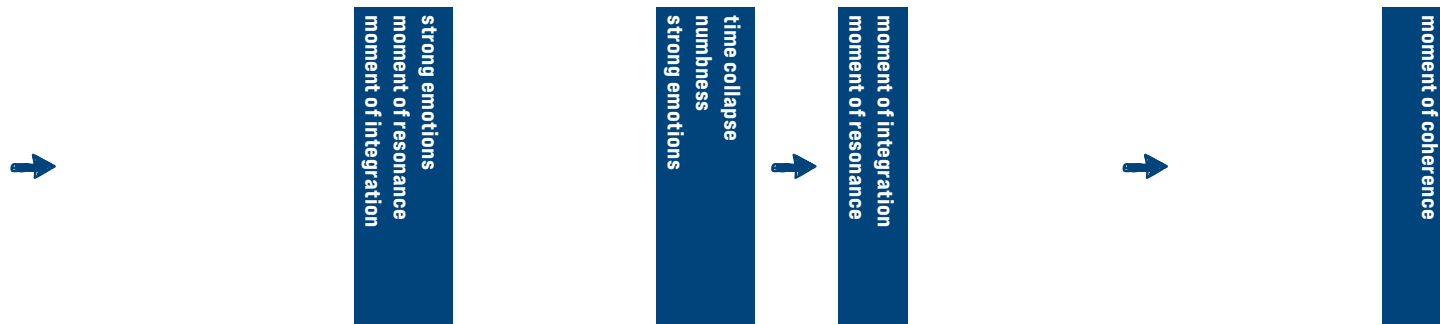 strong emotions
moment of resonance
moment of integration
time collapse
numbness
strong emotions
moment of integration
moment of resonance
moment of coherence